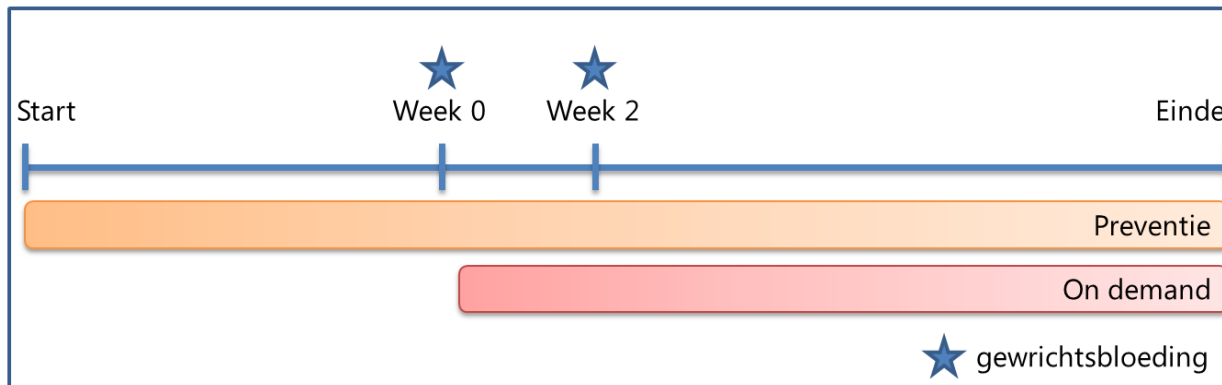 Start
Week 0
Week 2
Einde
Preventie
On demand
gewrichtsbloeding